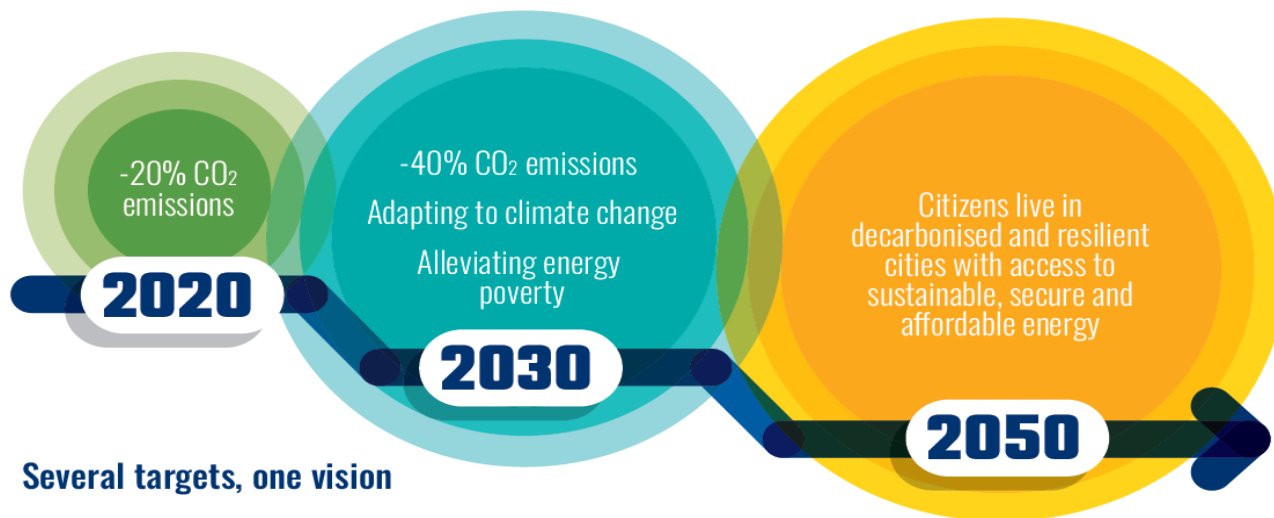 -20% CO₂
emissions
2020
-40% CO₂ emissions
Adapting to climate change
Alleviating energy
poverty
2030
Citizens live in
decarbonised and resilient
cities with access to
sustainable, secure and
affordable energy
2050
Several targets, one vision